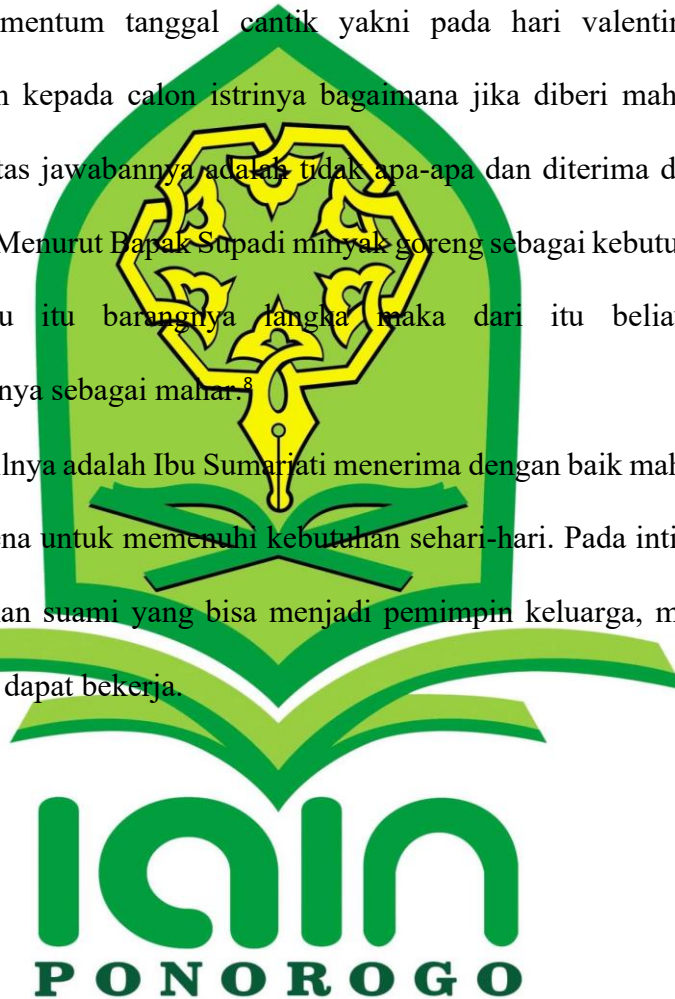 mentum tanggal cantik yakni pada hari valentin
n kepada calon istrinya bagaimana jika diberi mah
tas jawabannya adalah tidak apa-apa dan diterima d
Menurut Bapak Supadi minyak goreng sebagai kebutu
u itu barangnya langka maka dari itu belia
nya sebagai mahar.⁸
lnya adalah Ibu Sumariati menerima dengan baik mah
ena untuk memenuhi kebutuhan sehari-hari. Pada inti
an suami yang bisa menjadi pemimpin keluarga, m
dapat bekerja.
iain
PONOROGO